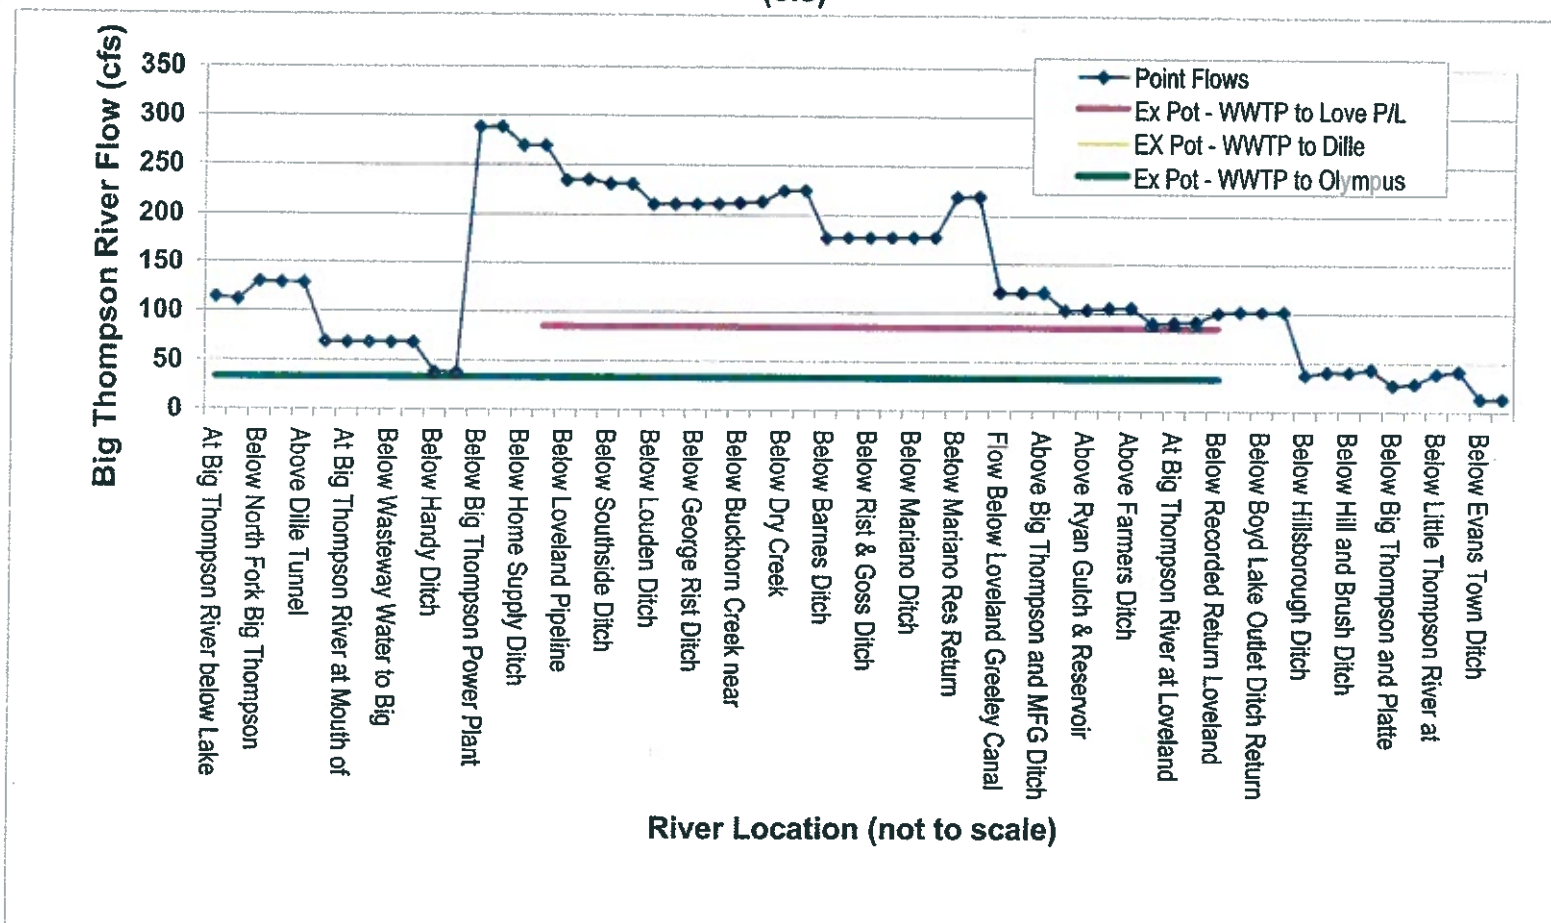 Big Thompson River Flow (cfs)
350
300
250
200
150
100
50
0
Point Flows
Ex Pot - WWTP to Love P/L
EX Pot - WWTP to Dille
Ex Pot - WWTP to Olympus
At Big Thompson River below Lake
Below North Fork Big Thompson
Above Dille Tunnel
At Big Thompson River at Mouth of
Below Wasteway Water to Big
Below Handy Ditch
Below Big Thompson Power Plant
Below Home Supply Ditch
Below Loveland Pipeline
Below Southside Ditch
Below Louden Ditch
Below George Rist Ditch
Below Buckhorn Creek near
Below Dry Creek
Below Barnes Ditch
Below Rist & Goss Ditch
Below Mariano Ditch
Below Mariano Res Return
Flow Below Loveland Greeley Canal
Above Big Thompson and MFG Ditch
Above Ryan Gulch & Reservoir
Above Farmers Ditch
At Big Thompson River at Loveland
Below Recorded Return Loveland
Below Boyd Lake Outlet Ditch Return
Below Hillsborough Ditch
Below Hill and Brush Ditch
Below Big Thompson and Platte
Below Little Thompson River at
Below Evans Town Ditch
River Location (not to scale)